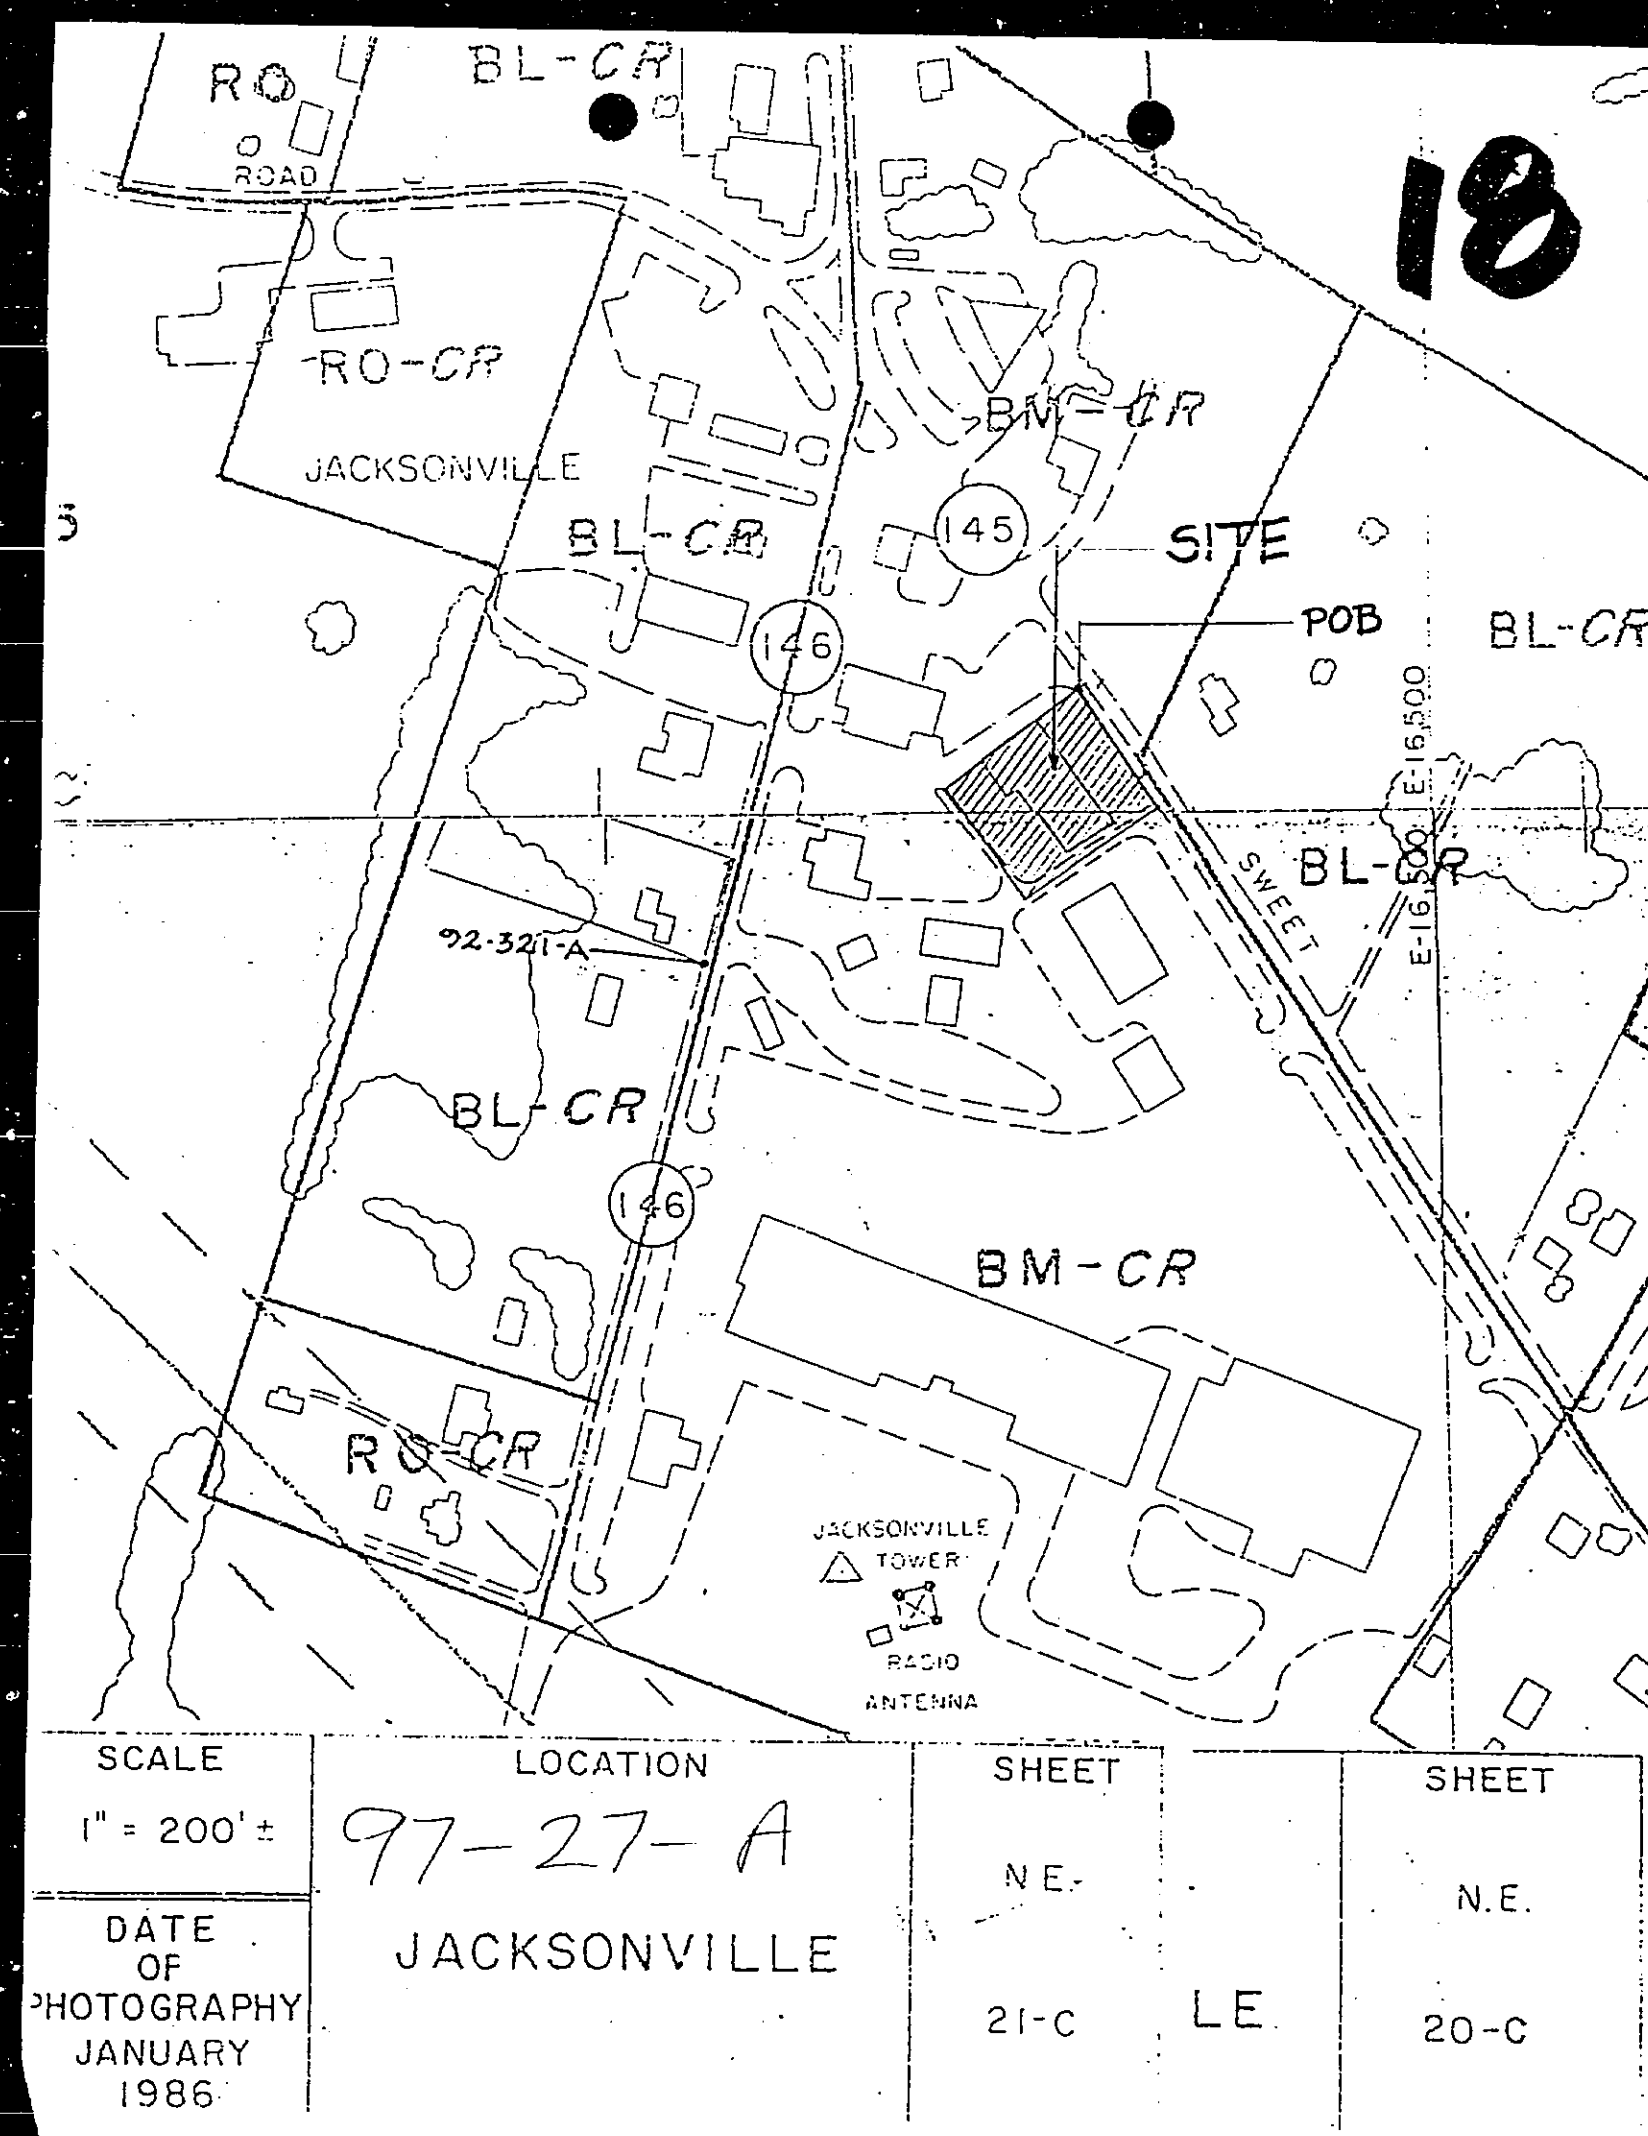 BL-CR
RO
18
ROAD
RO-CR
BM-CR
JACKSONVILLE
BL-CR
145
SITE
146
POB
BL-CR
E-16,500
BL-CR
E-16,500
SWEET
92-321-A
BL-CR
146
BM-CR
RO-CR
JACKSONVILLE
TOWER
RADIO
ANTENNA
SCALE
1" = 200' ±
DATE
OF
PHOTOGRAPHY
JANUARY
1986
LOCATION
97-27-A
JACKSONVILLE
SHEET
N.E.
21-C
LE
SHEET
N.E.
20-C